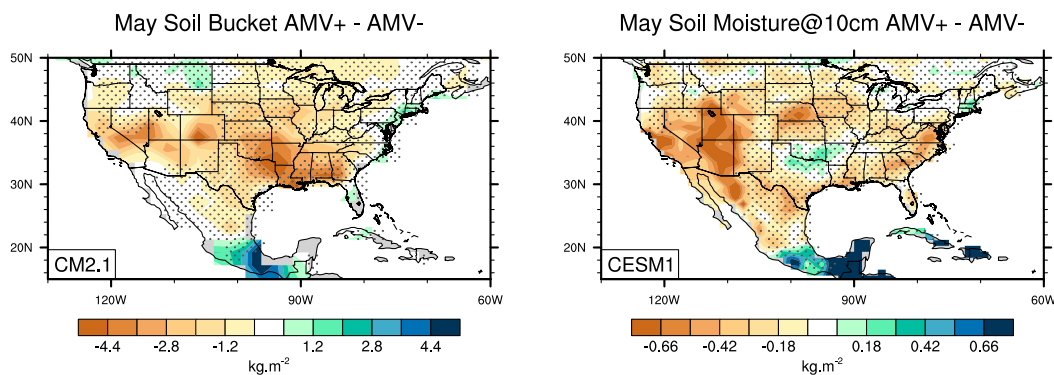 May Soil Bucket AMV+ - AMV-
50N
40N
30N
20N
CM2.1
120W 90W 60W
-4.4 -2.8 -1.2 1.2 2.8 4.4
kg.m-2
May Soil Moisture@10cm AMV+ - AMV-
50N
40N
30N
20N
CESM1
120W 90W 60W
-0.66 -0.42 -0.18 0.18 0.42 0.66
kg.m-2